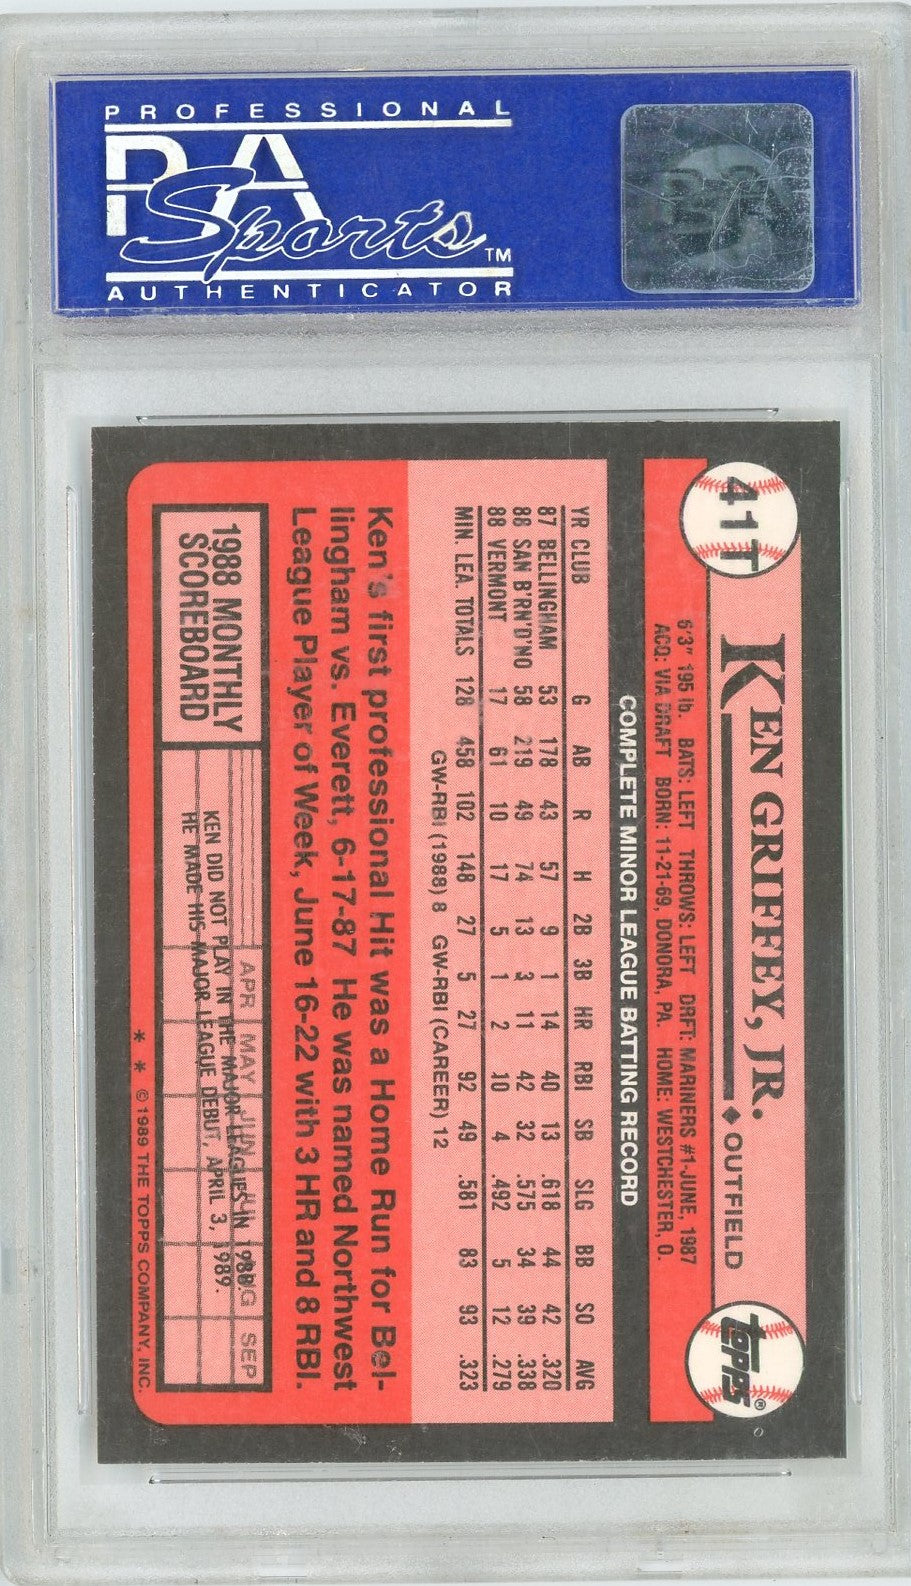 PROFESSIONAL
PSA
Sports™
AUTHENTICATOR
41T
KEN GRIFFEY, JR. ◆ OUTFIELD
topps®
6'3" 195 lb. BATS: LEFT THROWS: LEFT DRFT: MARINERS #1-JUNE, 1987
ACQ: VIA DRAFT BORN: 11-21-69, DONORA, PA. HOME: WESTCHESTER, O.
COMPLETE MINOR LEAGUE BATTING RECORD
YR CLUB G AB R H 2B 3B HR RBI SB SLG BB SO AVG
87 BELLINGHAM 53 178 43 57 9 1 14 40 13 .618 44 42 .320
88 SAN B'RN'D'NO 58 219 49 74 13 3 11 42 32 .575 34 39 .338
88 VERMONT 17 61 10 17 5 1 2 10 4 .492 5 12 .279
MIN. LEA. TOTALS 128 458 102 148 27 5 27 92 49 .581 83 93 .323
GW-RBI (1988) 8 GW-RBI (CAREER) 12
Ken's first professional Hit was a Home Run for Bel-
lingham vs. Everett, 6-17-87 He was named Northwest
League Player of Week, June 16-22 with 3 HR and 8 RBI.
1988 MONTHLY
SCOREBOARD
APR MAY JUN JUL AUG SEP
KEN DID NOT PLAY IN THE MAJOR LEAGUES IN 1988
HE MADE HIS MAJOR LEAGUE DEBUT, APRIL 3, 1989.
* * ©1989 THE TOPPS COMPANY, INC.